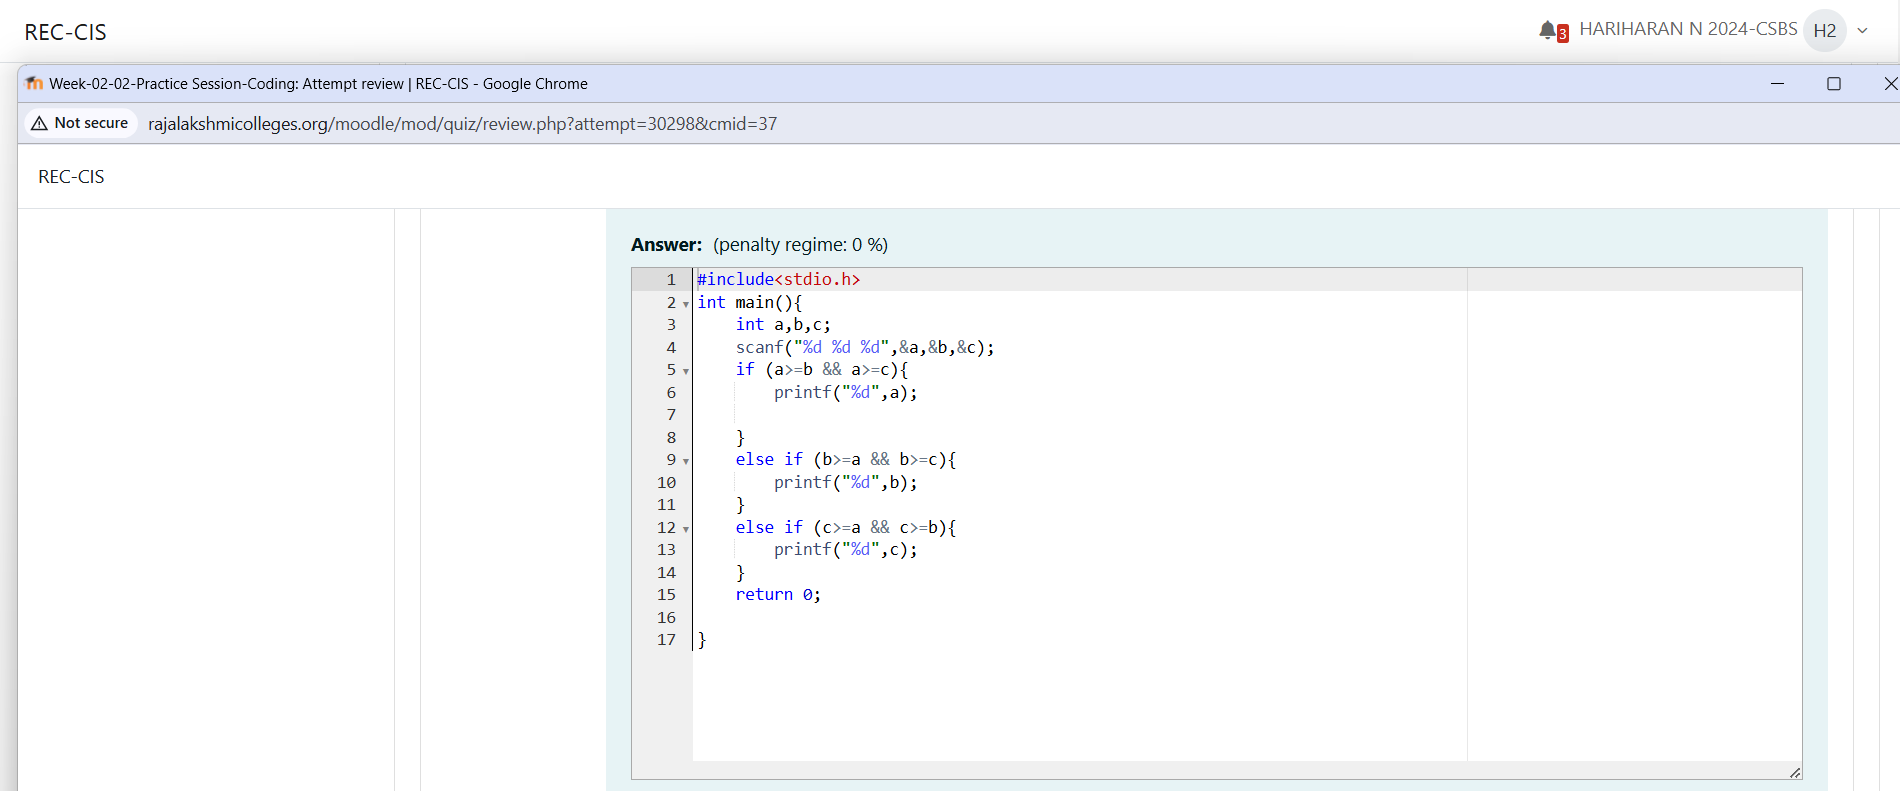 REC-CIS
3 HARIHARAN N 2024-CSBS H2
Week-02-02-Practice Session-Coding: Attempt review | REC-CIS - Google Chrome
Not secure rajalakshmicolleges.org/moodle/mod/quiz/review.php?attempt=30298&cmid=37
REC-CIS
Answer: (penalty regime: 0 %)
1 #include<stdio.h>
2 int main(){
3     int a,b,c;
4     scanf("%d %d %d",&a,&b,&c);
5     if (a>=b && a>=c){
6         printf("%d",a);
7
8     }
9     else if (b>=a && b>=c){
10         printf("%d",b);
11     }
12     else if (c>=a && c>=b){
13         printf("%d",c);
14     }
15     return 0;
16
17 }